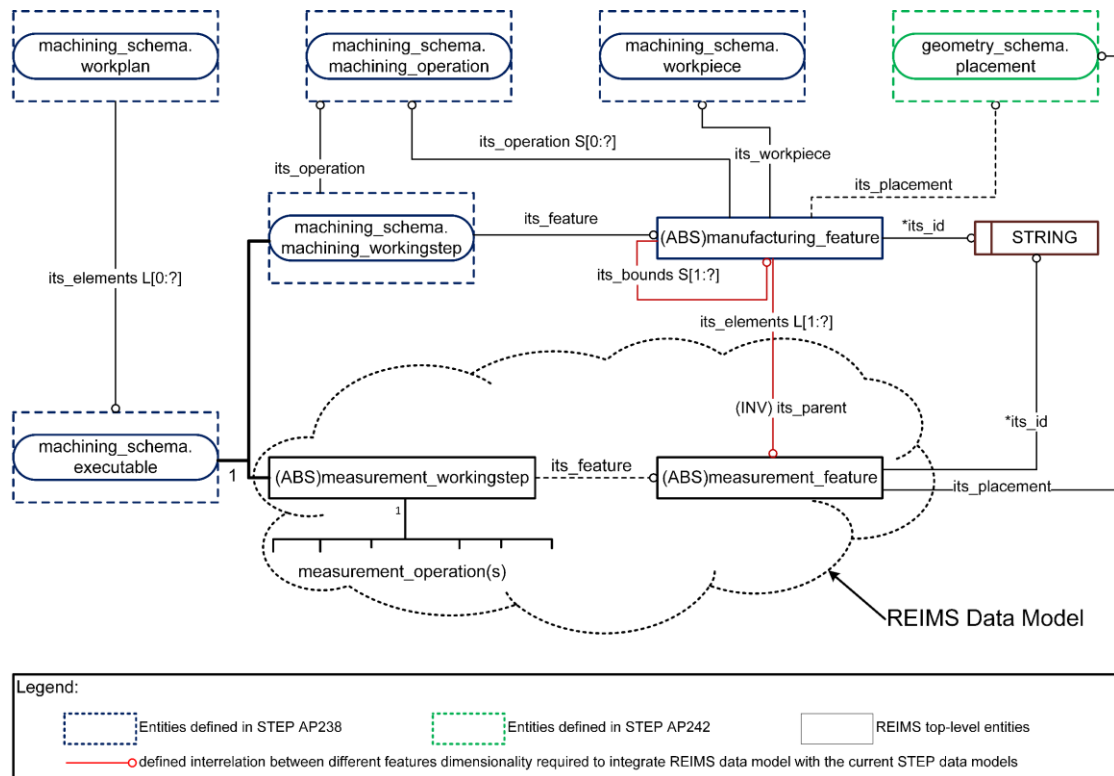 machining_schema.
workplan
machining_schema.
machining_operation
machining_schema.
workpiece
geometry_schema.
placement
its_operation S[0:?]
its_operation
its_workpiece
its_placement
machining_schema.
machining_workingstep
its_feature
(ABS)manufacturing_feature
*its_id
STRING
its_bounds S[1:?]
its_elements L[0:?]
its_elements L[1:?]
(INV) its_parent
*its_id
machining_schema.
executable
1
(ABS)measurement_workingstep
its_feature
(ABS)measurement_feature
its_placement
1
measurement_operation(s)
REIMS Data Model
Legend:
Entities defined in STEP AP238
Entities defined in STEP AP242
REIMS top-level entities
defined interrelation between different features dimensionality required to integrate REIMS data model with the current STEP data models